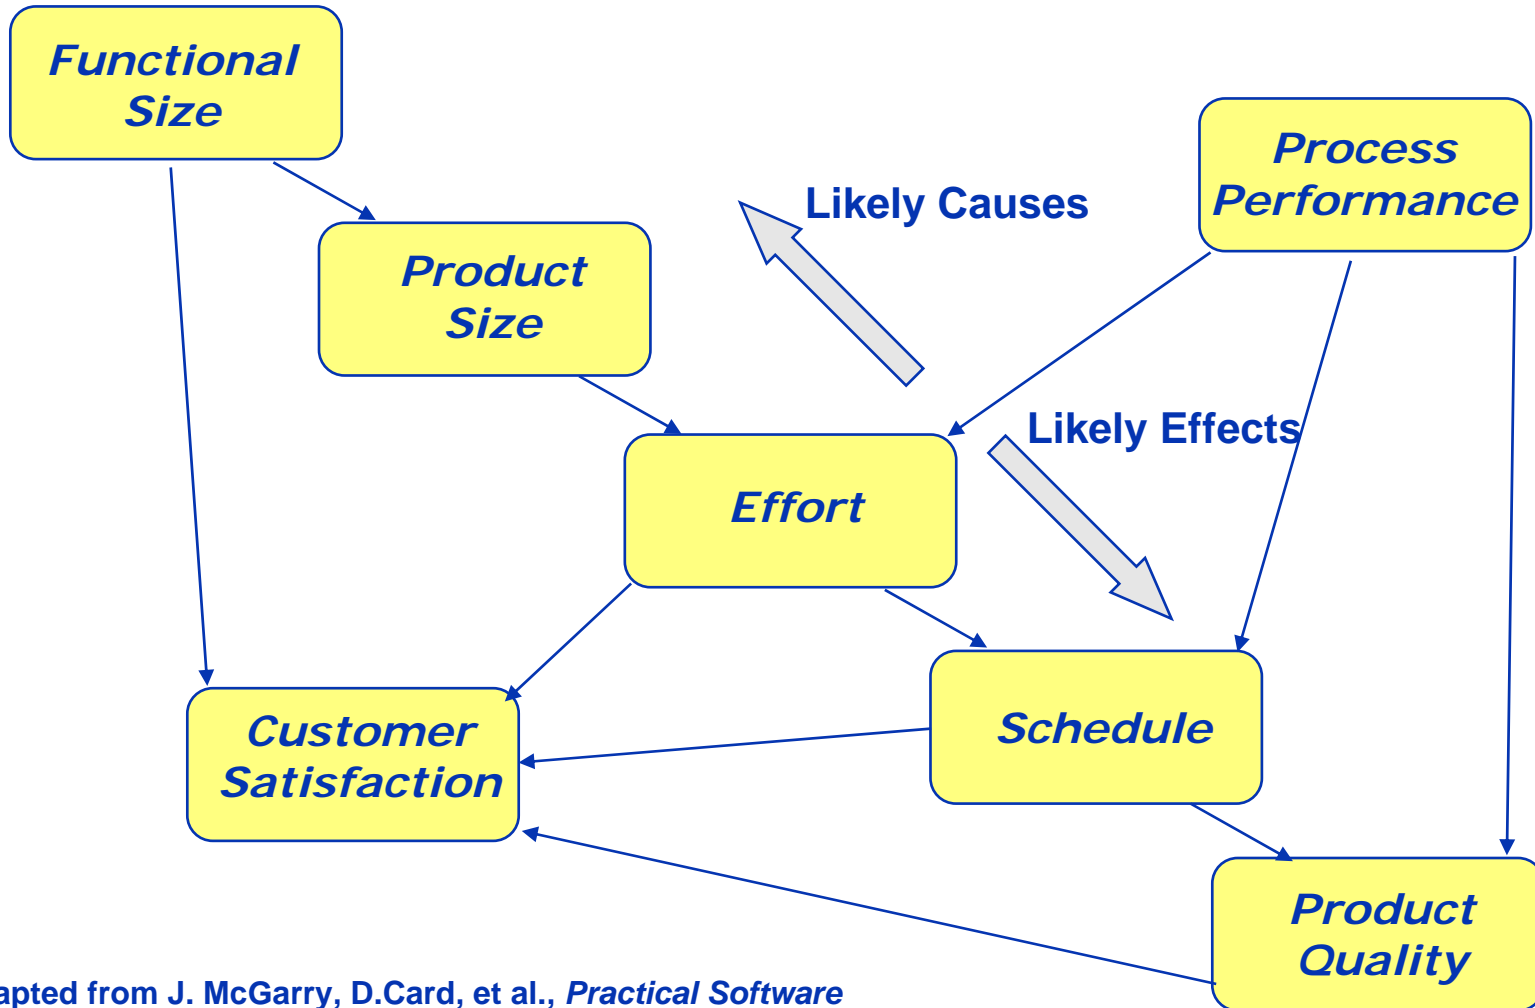 Functional
Size
Process
Performance
Likely Causes
Product
Size
Likely Effects
Effort
Customer
Satisfaction
Schedule
Product
Quality
apted from J. McGarry, D.Card, et al., Practical Software